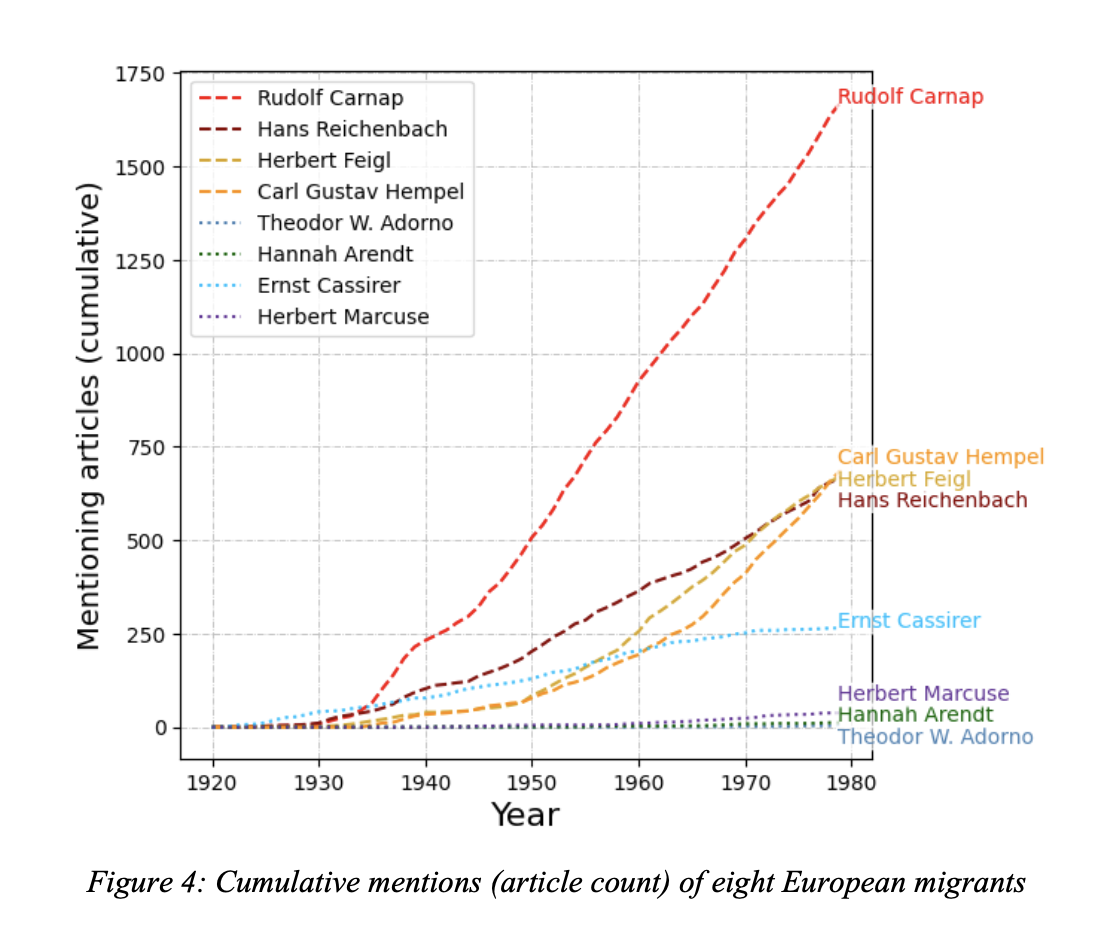 1750
1500
1250
1000
750
500
250
0
Mentioning articles (cumulative)
Rudolf Carnap
Hans Reichenbach
Herbert Feigl
Carl Gustav Hempel
Theodor W. Adorno
Hannah Arendt
Ernst Cassirer
Herbert Marcuse
Rudolf Carnap
Carl Gustav Hempel
Herbert Feigl
Hans Reichenbach
Ernst Cassirer
Herbert Marcuse
Hannah Arendt
Theodor W. Adorno
1920 1930 1940 1950 1960 1970 1980
Year
Figure 4: Cumulative mentions (article count) of eight European migrants